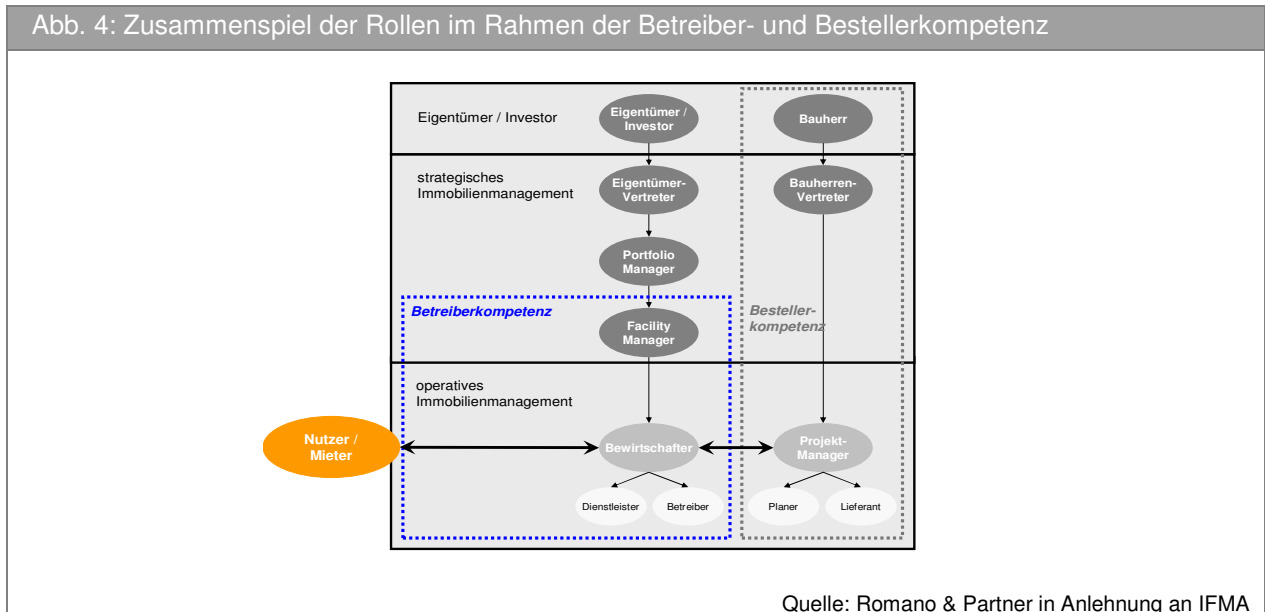 Abb. 4: Zusammenspiel der Rollen im Rahmen der Betreiber- und Bestellerkompetenz
Eigentümer / Investor
Eigentümer /
Investor
Bauherr
strategisches
Immobilienmanagement
Eigentümer-
Vertreter
Bauherren-
Vertreter
Portfolio
Manager
Betreiberkompetenz
Facility
Manager
Besteller-
kompetenz
operatives
Immobilienmanagement
Nutzer /
Mieter
Bewirtschafter
Projekt-
Manager
Dienstleister
Betreiber
Planer
Lieferant
Quelle: Romano & Partner in Anlehnung an IFMA